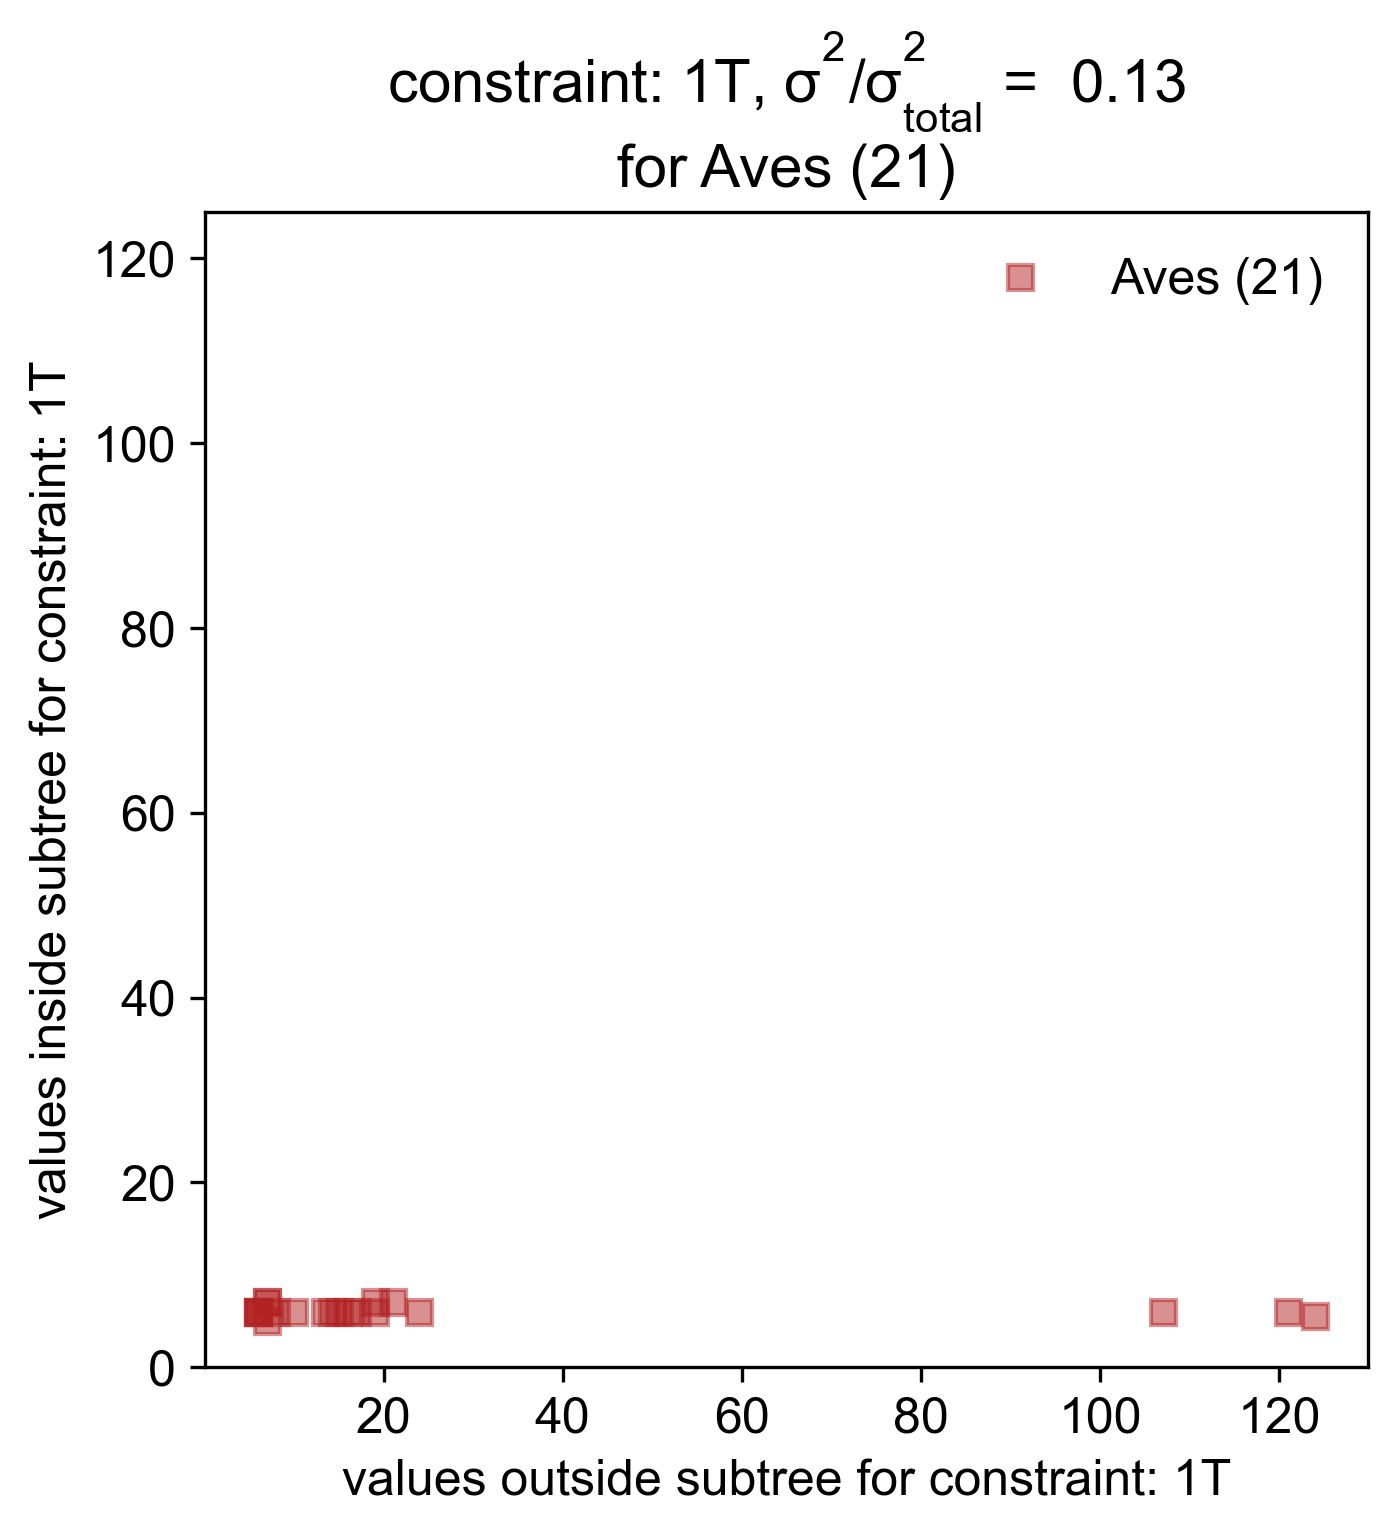 constraint: 1T, σ²/σ²total = 0.13
for Aves (21)
Aves (21)
120
100
80
60
40
20
0
values inside subtree for constraint: 1T
20 40 60 80 100 120
values outside subtree for constraint: 1T